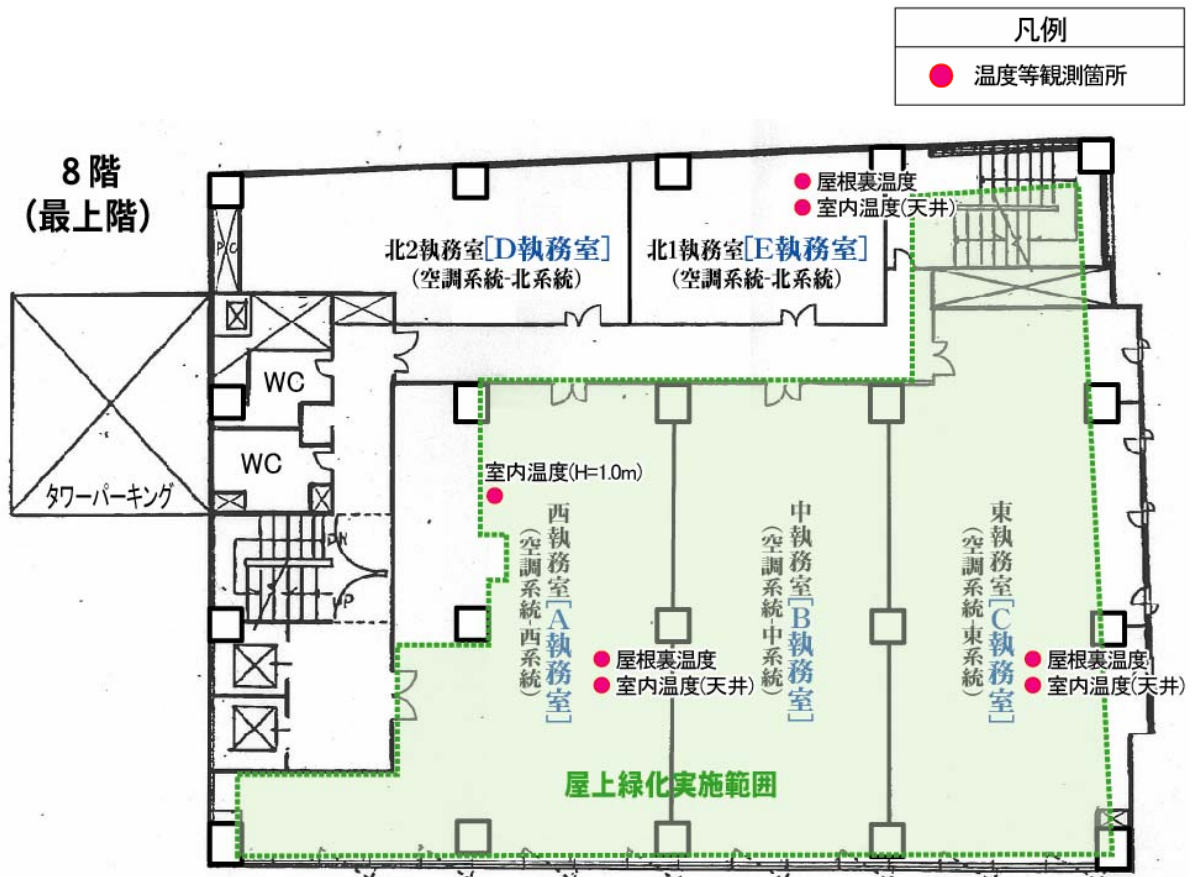 凡例
温度等観測箇所
8階
(最上階)
屋根裏温度
室内温度(天井)
北2執務室[D執務室]
(空調系統-北系統)
北1執務室[E執務室]
(空調系統-北系統)
PC
WC
WC
タワーパーキング
DN
UP
室内温度(H=1.0m)
西執務室[A執務室]
(空調系統-西系統)
中執務室[B執務室]
(空調系統-中系統)
東執務室[C執務室]
(空調系統-東系統)
屋根裏温度
室内温度(天井)
屋根裏温度
室内温度(天井)
屋上緑化実施範囲